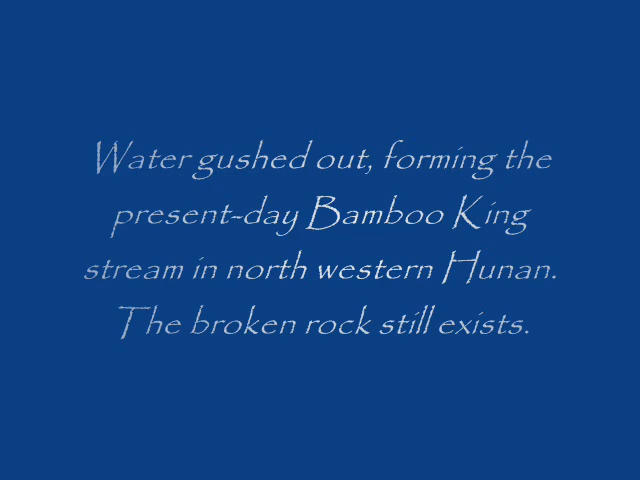 Water gushed out, forming the
present-day Bamboo King
stream in north western Hunan.
The broken rock still exists.